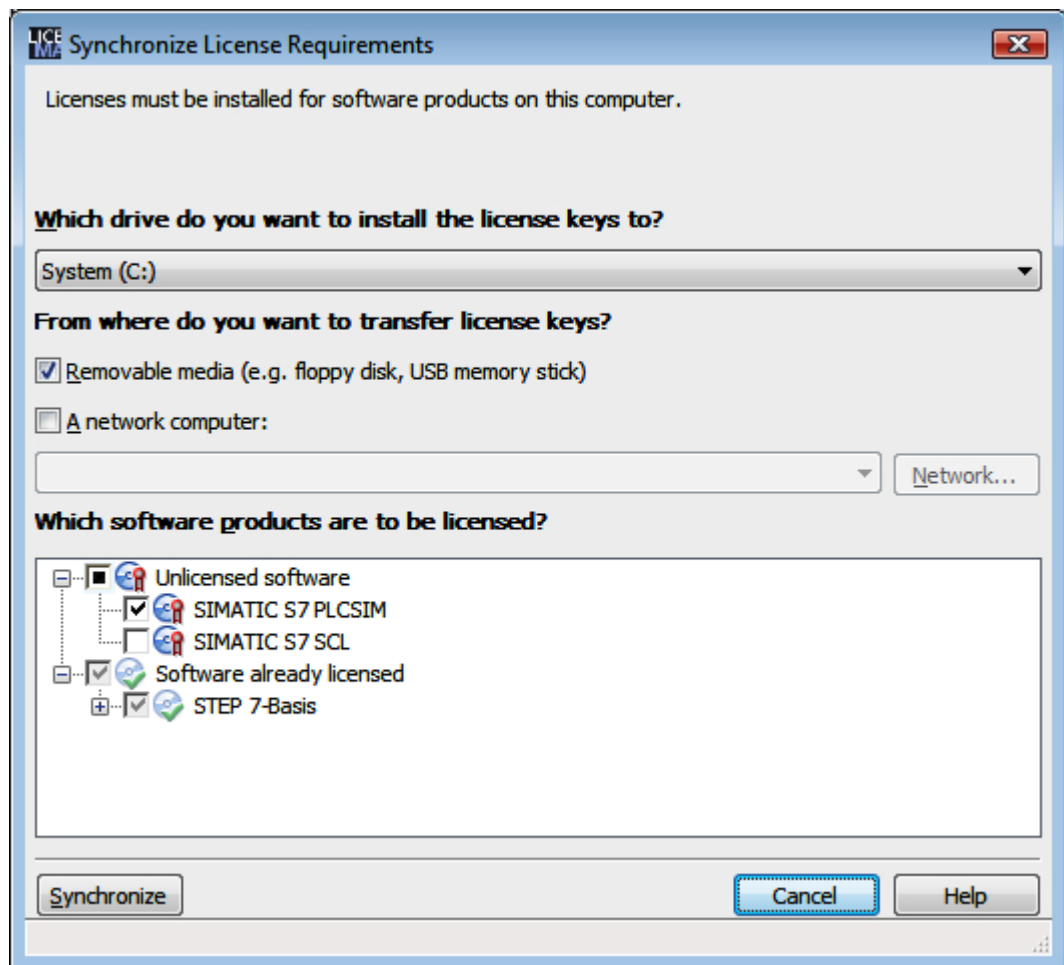 LICE
MA
Synchronize License Requirements
Licenses must be installed for software products on this computer.
Which drive do you want to install the license keys to?
System (C:)
From where do you want to transfer license keys?
Removable media (e.g. floppy disk, USB memory stick)
A network computer:
Network...
Which software products are to be licensed?
Unlicensed software
SIMATIC S7 PLCSIM
SIMATIC S7 SCL
Software already licensed
STEP 7-Basis
Synchronize Cancel Help